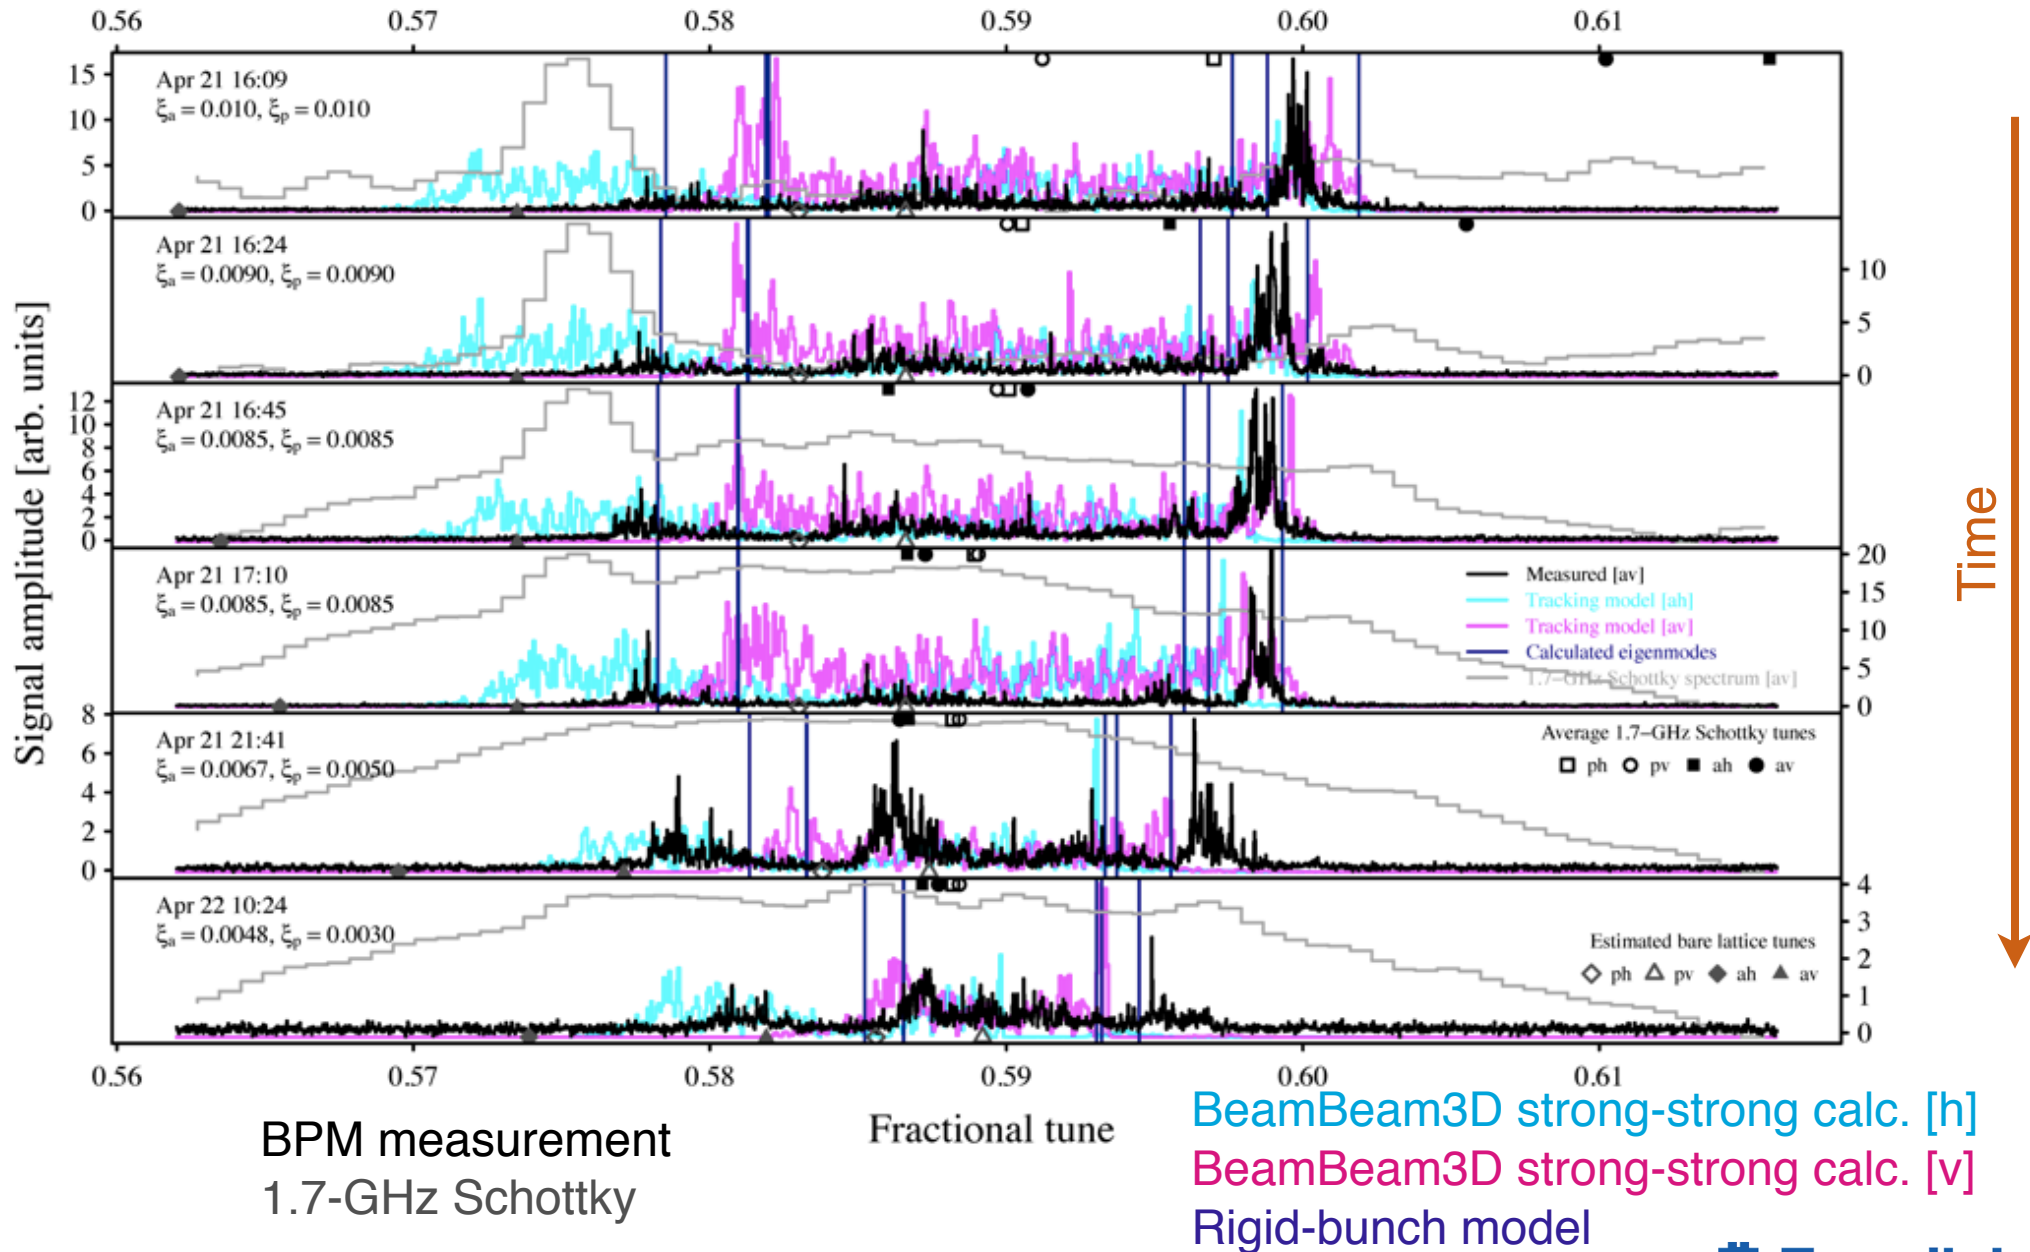 0.56 0.57 0.58 0.59 0.60 0.61
Apr 21 16:09
ξa = 0.010, ξp = 0.010
15
10
5
0
Apr 21 16:24
ξa = 0.0090, ξp = 0.0090
10
5
0
Apr 21 16:45
ξa = 0.0085, ξp = 0.0085
12
10
8
6
4
2
0
Apr 21 17:10
ξa = 0.0085, ξp = 0.0085
20
15
10
5
0
Measured [av]
Tracking model [ah]
Tracking model [av]
Calculated eigenmodes
1.7–GHz Schottky spectrum [av]
Apr 21 21:41
ξa = 0.0067, ξp = 0.0050
8
6
4
2
0
Average 1.7–GHz Schottky tunes
ph pv ah av
Apr 22 10:24
ξa = 0.0048, ξp = 0.0030
4
3
2
1
0
Estimated bare lattice tunes
ph pv ah av
Signal amplitude [arb. units]
Time
0.56 0.57 0.58 0.59 0.60 0.61
Fractional tune
BPM measurement
1.7-GHz Schottky
BeamBeam3D strong-strong calc. [h]
BeamBeam3D strong-strong calc. [v]
Rigid-bunch model